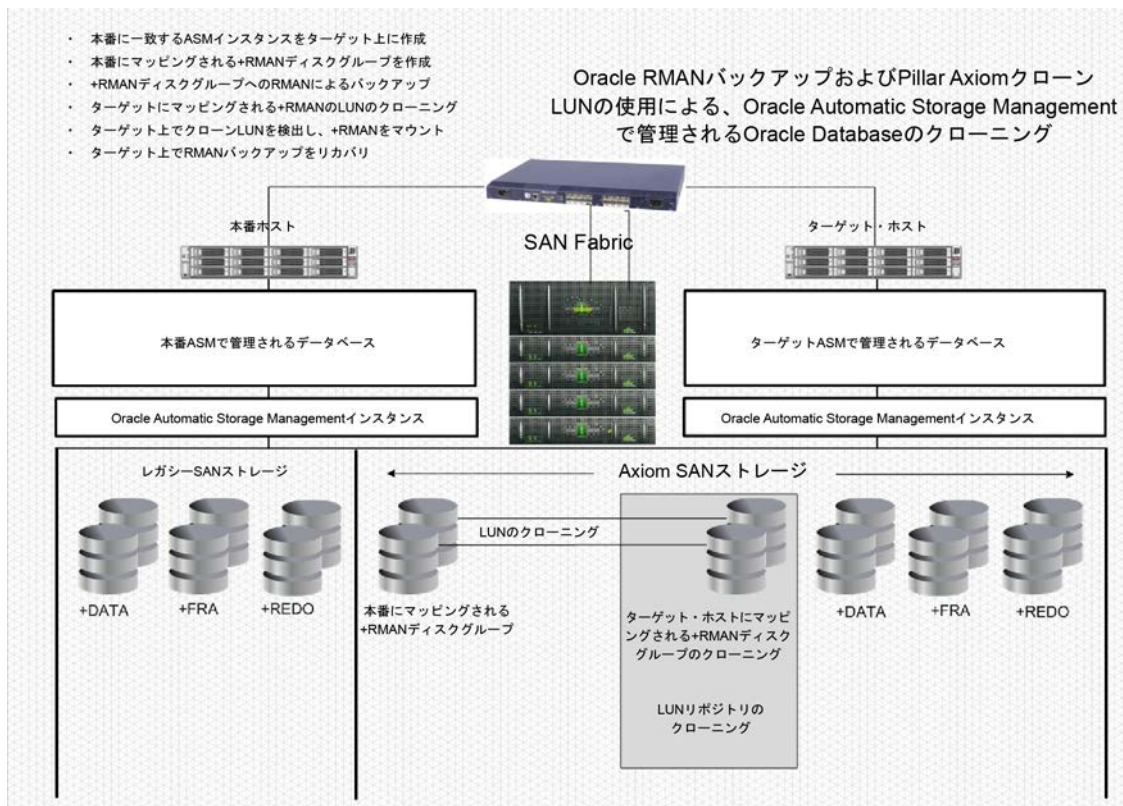 ・ 本番に一致するASMインスタンスをターゲット上に作成
・ 本番にマッピングされる+RMANディスクグループを作成
・ +RMANディスクグループへのRMANによるバックアップ
・ ターゲットにマッピングされる+RMANのLUNのクローニング
・ ターゲット上でクローンLUNを検出し、+RMANをマウント
・ ターゲット上でRMANバックアップをリカバリ
Oracle RMANバックアップおよびPillar Axiomクローン
LUNの使用による、Oracle Automatic Storage Management
で管理されるOracle Databaseのクローニング
本番ホスト
SAN Fabric
ターゲット・ホスト
本番ASMで管理されるデータベース
ターゲットASMで管理されるデータベース
Oracle Automatic Storage Managementインスタンス
Oracle Automatic Storage Managementインスタンス
レガシーSANストレージ
Axiom SANストレージ
LUNのクローニング
+DATA
+FRA
+REDO
本番にマッピングされる
+RMANディスクグループ
ターゲット・ホストにマッピ
ングされる+RMANディスク
グループのクローニング
LUNリポジトリの
クローニング
+DATA
+FRA
+REDO